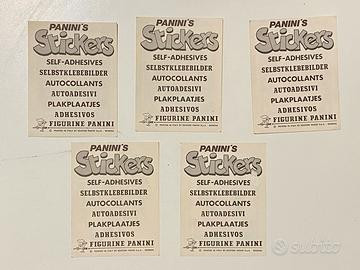 PANINI'S
Stickers
SELF-ADHESIVES
SELBSTKLEBEBILDER
AUTOCOLLANTS
AUTOADESIVI
PLAKPLAATJES
ADHESIVOS
FIGURINE PANINI
PANINI'S
Stickers
SELF-ADHESIVES
SELBSTKLEBEBILDER
AUTOCOLLANTS
AUTOADESIVI
PLAKPLAATJES
ADHESIVOS
FIGURINE PANINI
PANINI'S
Stickers
SELF-ADHESIVES
SELBSTKLEBEBILDER
AUTOCOLLANTS
AUTOADESIVI
PLAKPLAATJES
ADHESIVOS
FIGURINE PANINI
PANINI'S
Stickers
SELF-ADHESIVES
SELBSTKLEBEBILDER
AUTOCOLLANTS
AUTOADESIVI
PLAKPLAATJES
ADHESIVOS
FIGURINE PANINI
PANINI'S
Stickers
SELF-ADHESIVES
SELBSTKLEBEBILDER
AUTOCOLLANTS
AUTOADESIVI
PLAKPLAATJES
ADHESIVOS
FIGURINE PANINI
subito